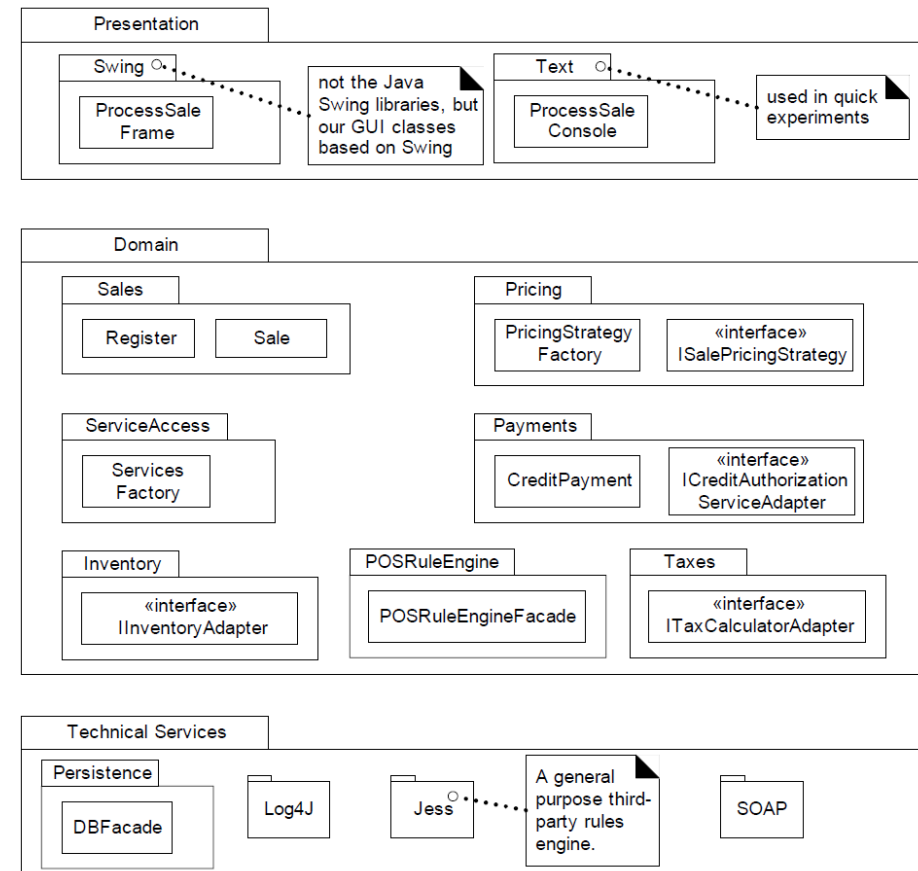 Presentation
Swing
ProcessSale
Frame
not the Java
Swing libraries, but
our GUI classes
based on Swing
Text
ProcessSale
Console
used in quick
experiments
Domain
Sales
Register
Sale
Pricing
PricingStrategy
Factory
«interface»
ISalePricingStrategy
ServiceAccess
Services
Factory
Payments
CreditPayment
«interface»
ICreditAuthorization
ServiceAdapter
Inventory
«interface»
IInventoryAdapter
POSRuleEngine
POSRuleEngineFacade
Taxes
«interface»
ITaxCalculatorAdapter
Technical Services
Persistence
DBFacade
Log4J
Jess
A general
purpose third-
party rules
engine.
SOAP